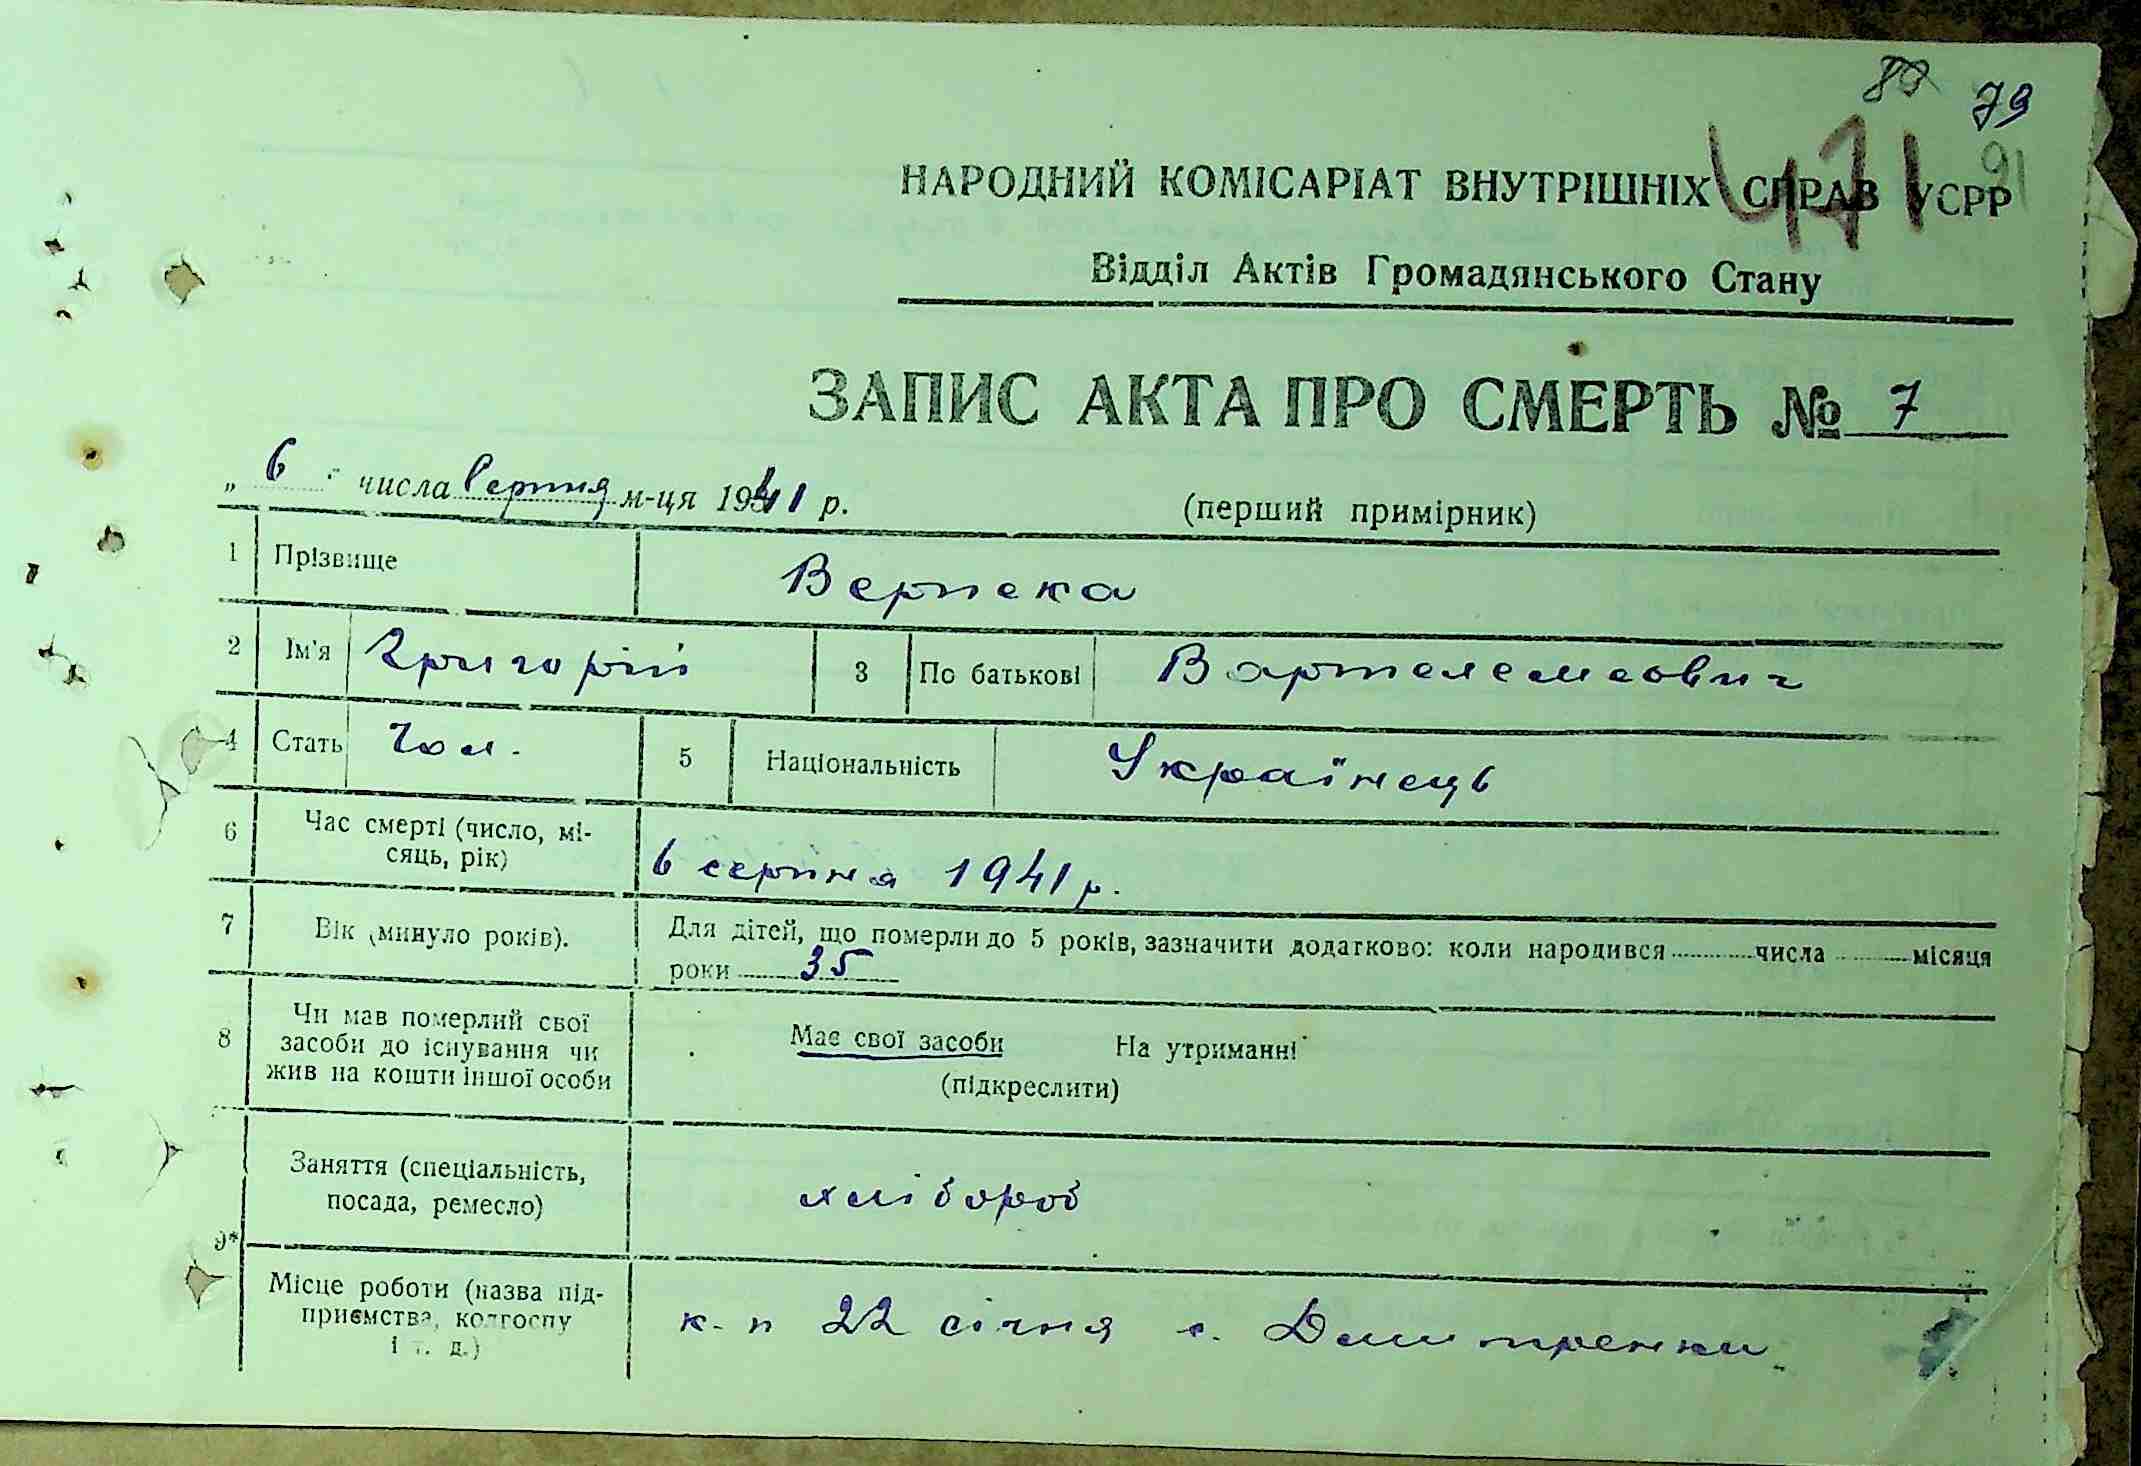 79
471
91
НАРОДНИЙ КОМІСАРІАТ ВНУТРІШНІХ СПРАВ УСРР
Відділ Актів Громадянського Стану
ЗАПИС АКТА ПРО СМЕРТЬ № 7
„ 6 " числа Серпня м-ця 1941 р. (перший примірник)
1 Прізвище Верпека
2 Ім'я Григорій 3 По батькові Вартелемеович
4 Стать Чол. 5 Національність Українець
6 Час смерті (число, мі-
сяць, рік) 6 серпня 1941 р.
7 Вік (минуло років). Для дітей, що померли до 5 років, зазначити додатково: коли народився числа місяця
роки 35
8 Чи мав померлий свої
засоби до існування чи
жив на кошти іншої особи
Має свої засоби На утриманні
(підкреслити)
9* Заняття (спеціальність,
посада, ремесло) хлібороб
Місце роботи (назва під-
приємства, колгоспу
і т. д.) к-п 22 січня с. Дмитренки